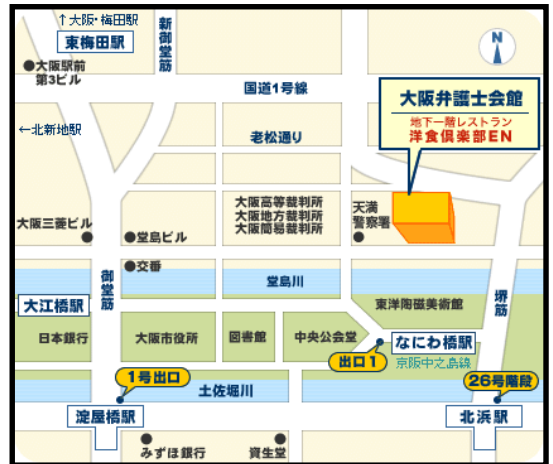 ↑大阪・梅田駅
東梅田駅
新御堂筋
N
●大阪駅前
第3ビル
国道1号線
大阪弁護士会館
地下一階レストラン
洋食倶楽部EN
←北新地駅
老松通り
大阪高等裁判所
大阪地方裁判所
大阪簡易裁判所
天満
警察署
大阪三菱ビル
堂島ビル
交番
御堂筋
堂島川
堺筋
大江橋駅
東洋陶磁美術館
日本銀行
大阪市役所
図書館
中央公会堂
なにわ橋駅
出口1
京阪中之島線
1号出口
土佐堀川
26号階段
淀屋橋駅
北浜駅
みずほ銀行
資生堂